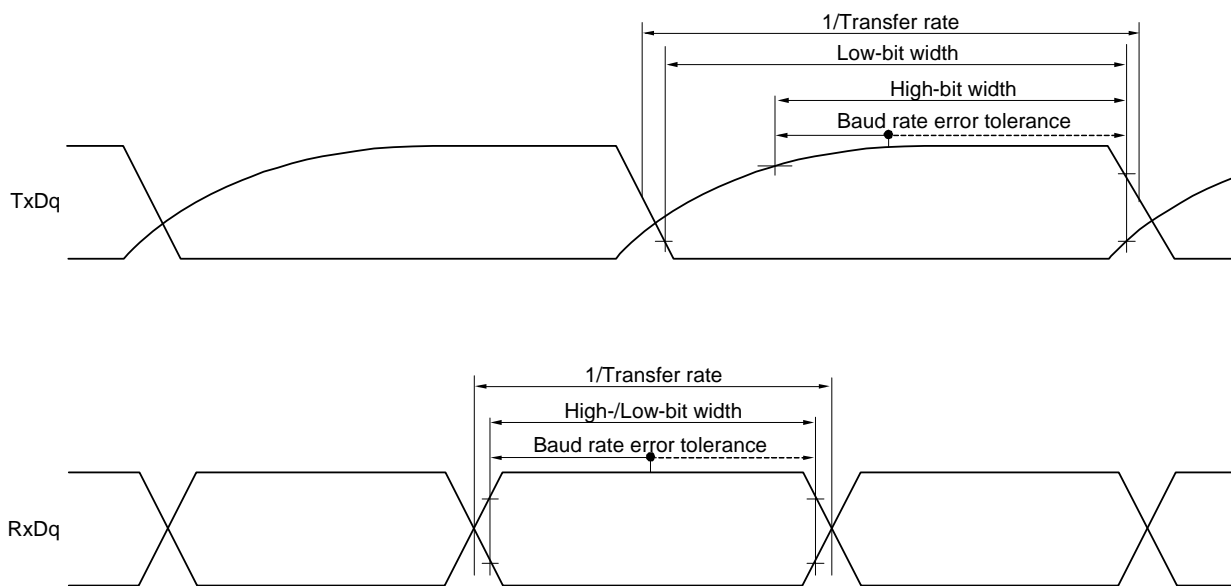 1/Transfer rate
Low-bit width
High-bit width
Baud rate error tolerance
TxDq
1/Transfer rate
High-/Low-bit width
Baud rate error tolerance
RxDq